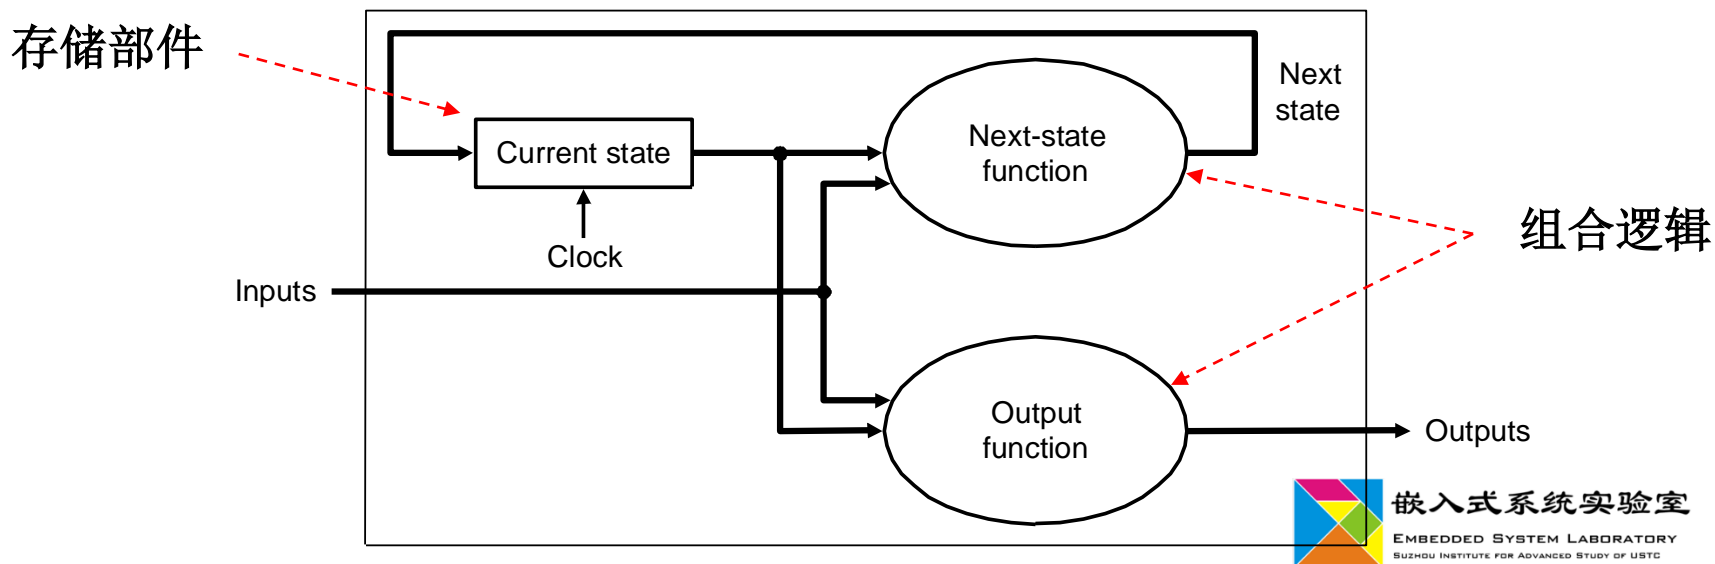 存储部件
Next
state
Next-state
function
Current state
Clock
组合逻辑
Inputs
Output
function
Outputs
嵌入式系统实验室
EMBEDDED SYSTEM LABORATORY
SUZHOU INSTITUTE FOR ADVANCED STUDY OF USTC